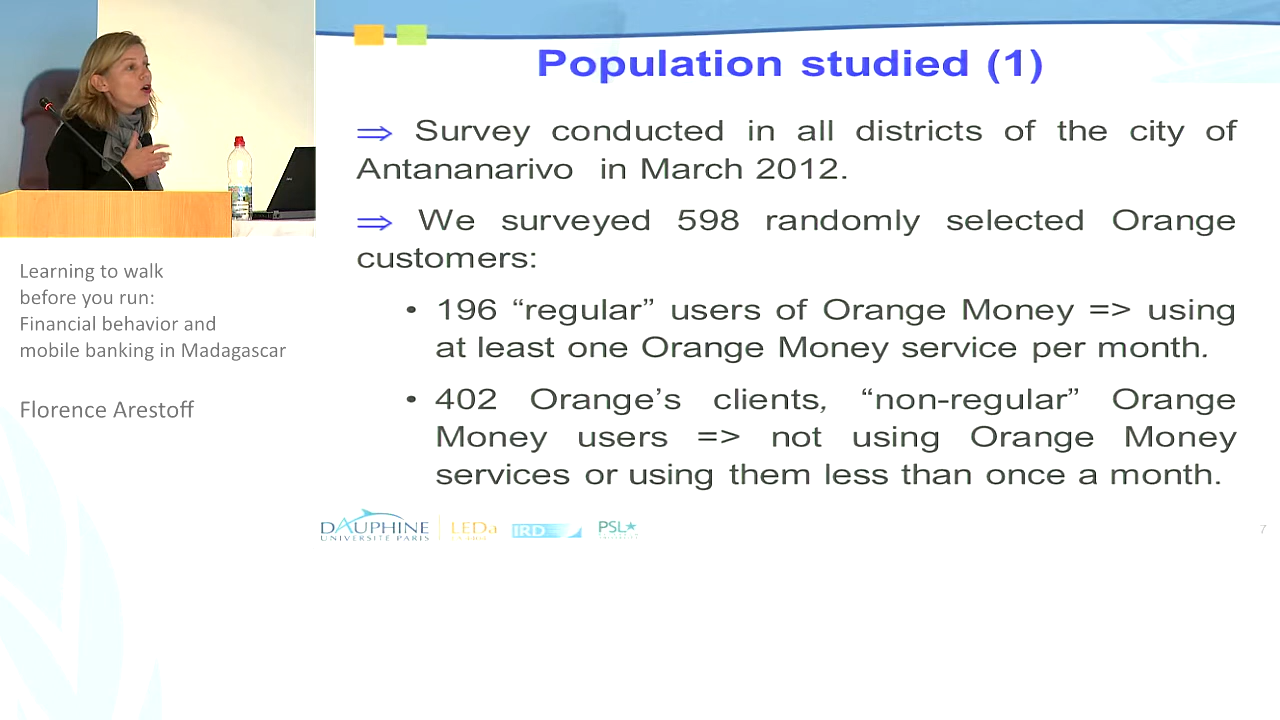 Population studied (1)
⇒ Survey conducted in all districts of the city of
Antananarivo in March 2012.
⇒ We surveyed 598 randomly selected Orange
customers:
• 196 “regular” users of Orange Money => using
at least one Orange Money service per month.
• 402 Orange’s clients, “non-regular” Orange
Money users => not using Orange Money
services or using them less than once a month.
Learning to walk
before you run:
Financial behavior and
mobile banking in Madagascar
Florence Arestoff
DAUPHINE
UNIVERSITÉ PARIS
LEDa
IRD
PSL★
7